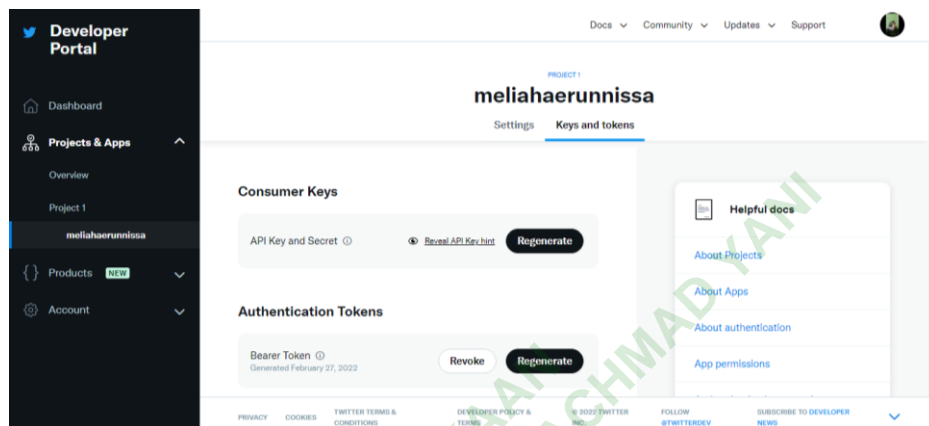 Developer
Portal
Docs
Community
Updates
Support
Dashboard
Projects & Apps
Overview
Project 1
meliahaerunnissa
Products NEW
Account
PROJECT 1
meliahaerunnissa
Settings
Keys and tokens
Consumer Keys
API Key and Secret
Reveal API Key hint
Regenerate
Authentication Tokens
Bearer Token
Generated February 27, 2022
Revoke
Regenerate
Helpful docs
About Projects
About Apps
About authentication
App permissions
PRIVACY
COOKIES
TWITTER TERMS &
CONDITIONS
DEVELOPER POLICY &
TERMS
© 2022 TWITTER
INC.
FOLLOW
@TWITTERDEV
SUBSCRIBE TO DEVELOPER
NEWS
ACHMAD YANI